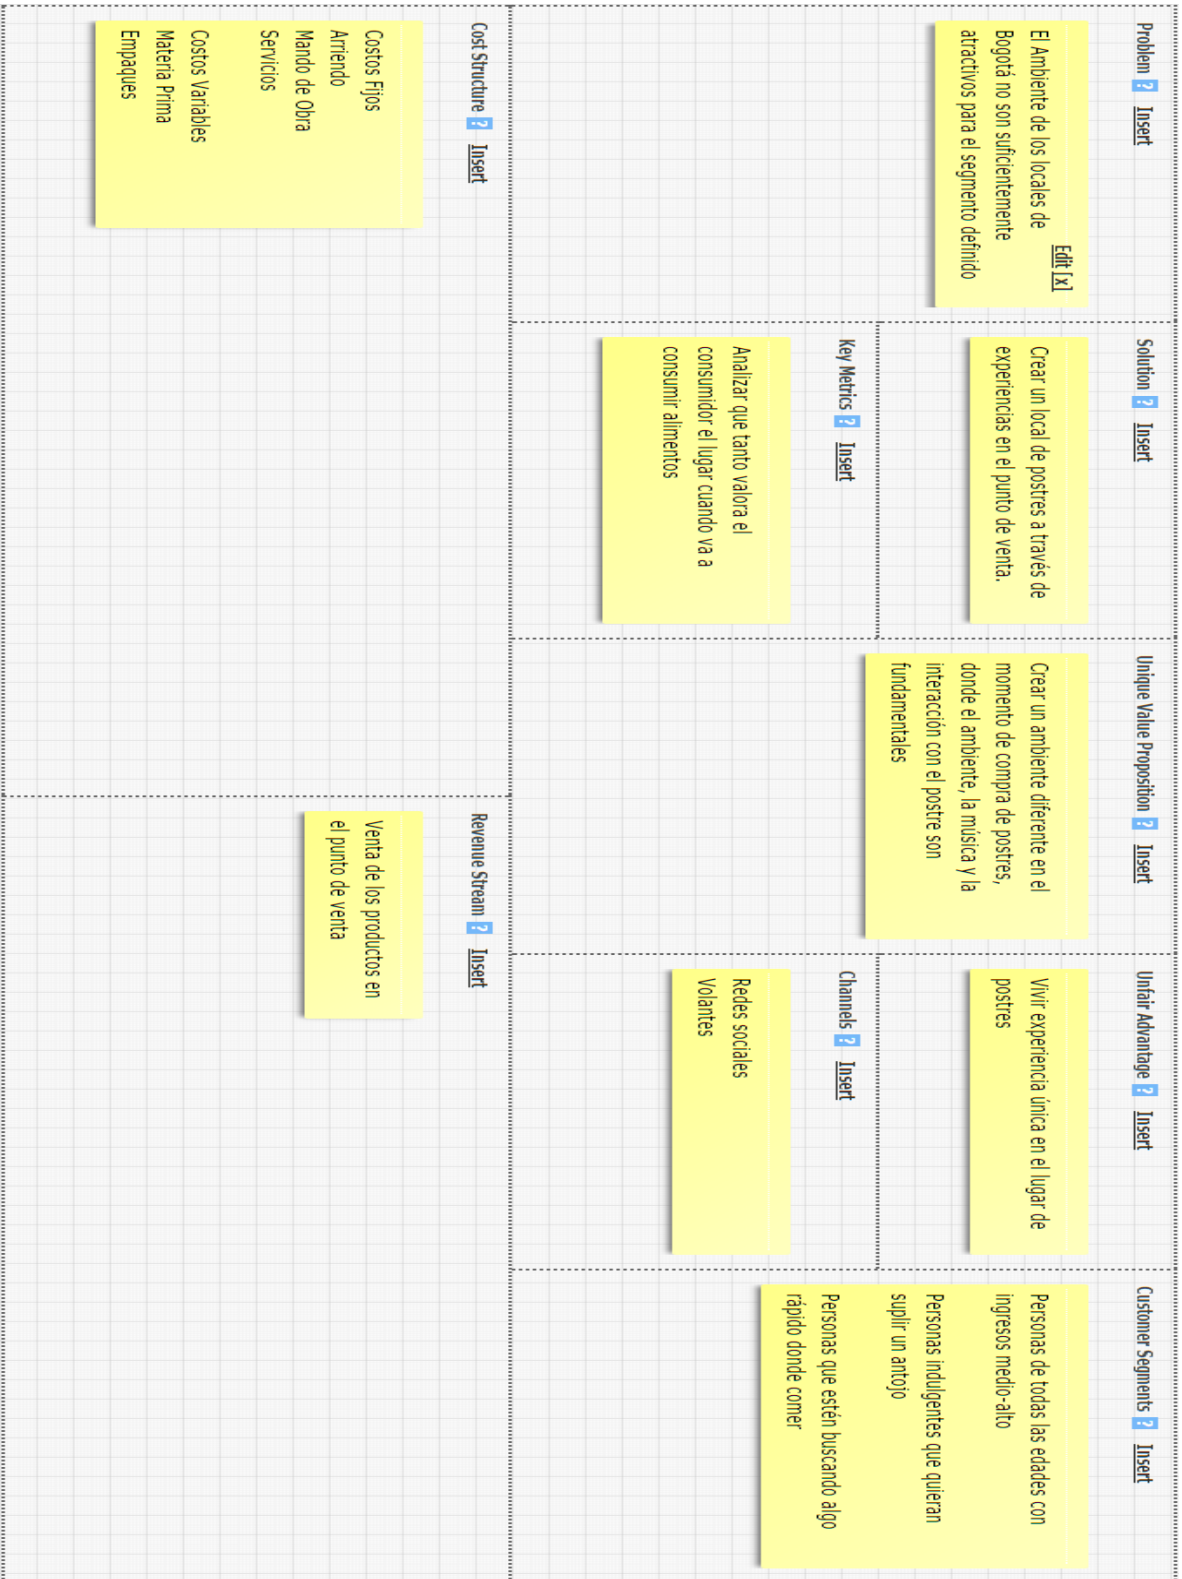 Problem ? Insert
Edit [x]
El Ambiente de los locales de
Bogotá no son suficientemente
atractivos para el segmento definido
Solution ? Insert
Crear un local de postres a través de
experiencias en el punto de venta.
Key Metrics ? Insert
Analizar que tanto valora el
consumidor el lugar cuando va a
consumir alimentos
Unique Value Proposition ? Insert
Crear un ambiente diferente en el
momento de compra de postres,
donde el ambiente, la música y la
interacción con el postre son
fundamentales
Unfair Advantage ? Insert
Vivir experiencia única en el lugar de
postres
Channels ? Insert
Redes sociales
Volantes
Customer Segments ? Insert
Personas de todas las edades con
ingresos medio-alto
Personas indulgentes que quieran
suplir un antojo
Personas que estén buscando algo
rápido donde comer
Cost Structure ? Insert
Costos Fijos
Arriendo
Mando de Obra
Servicios
Costos Variables
Materia Prima
Empaques
Revenue Stream ? Insert
Venta de los productos en
el punto de venta